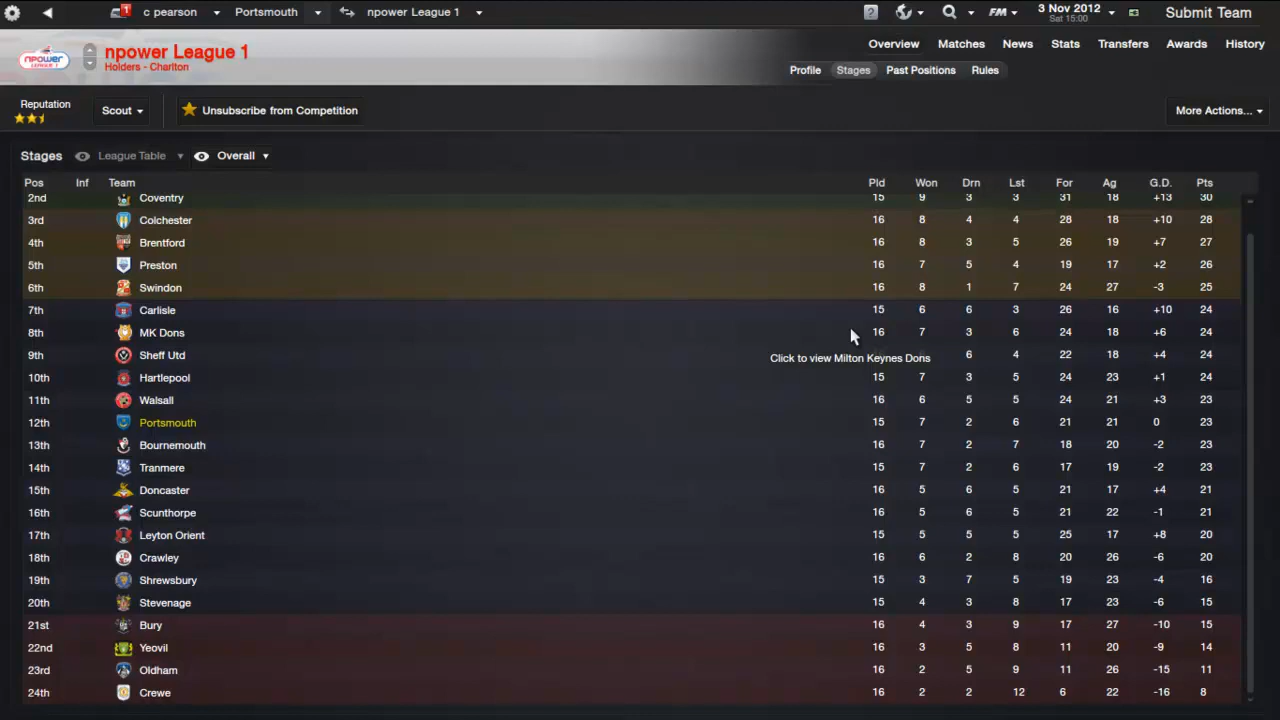 1 c pearson Portsmouth npower League 1 ? FM 3 Nov 2012 Submit Team
Sat 15:00
npower League 1
Holders - Charlton
npower
Overview Matches News Stats Transfers Awards History
Profile Stages Past Positions Rules
Reputation Scout Unsubscribe from Competition More Actions...
Stages League Table Overall
Pos Inf Team Pld Won Drn Lst For Ag G.D. Pts
2nd Coventry 15 9 3 3 31 18 +13 30
3rd Colchester 16 8 4 4 28 18 +10 28
4th Brentford 16 8 3 5 26 19 +7 27
5th Preston 16 7 5 4 19 17 +2 26
6th Swindon 16 8 1 7 24 27 -3 25
7th Carlisle 15 6 6 3 26 16 +10 24
8th MK Dons 16 7 3 6 24 18 +6 24
9th Sheff Utd 6 4 22 18 +4 24
Click to view Milton Keynes Dons
10th Hartlepool 15 7 3 5 24 23 +1 24
11th Walsall 16 6 5 5 24 21 +3 23
12th Portsmouth 15 7 2 6 21 21 0 23
13th Bournemouth 16 7 2 7 18 20 -2 23
14th Tranmere 15 7 2 6 17 19 -2 23
15th Doncaster 16 5 6 5 21 17 +4 21
16th Scunthorpe 16 5 6 5 21 22 -1 21
17th Leyton Orient 15 5 5 5 25 17 +8 20
18th Crawley 16 6 2 8 20 26 -6 20
19th Shrewsbury 15 3 7 5 19 23 -4 16
20th Stevenage 15 4 3 8 17 23 -6 15
21st Bury 16 4 3 9 17 27 -10 15
22nd Yeovil 16 3 5 8 11 20 -9 14
23rd Oldham 16 2 5 9 11 26 -15 11
24th Crewe 16 2 2 12 6 22 -16 8